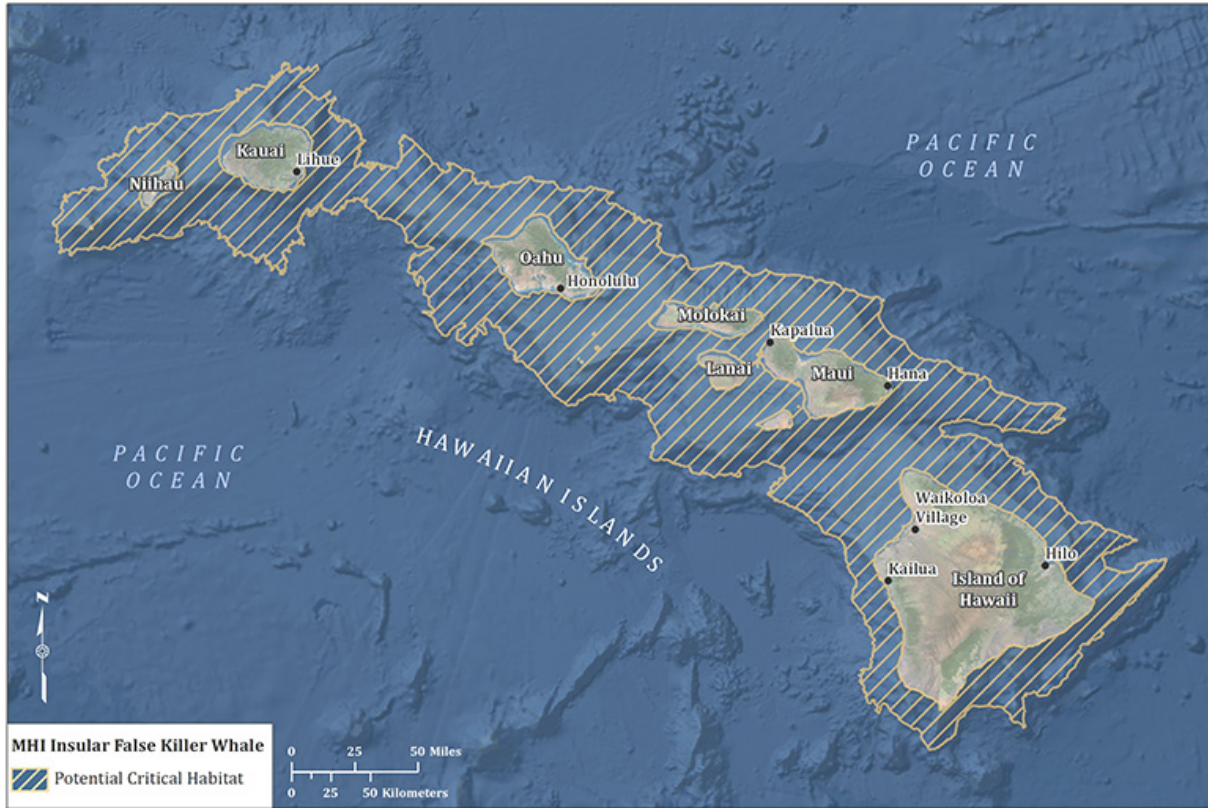 PACIFIC
OCEAN
Kauai
Lihue
Niihau
Oahu
Honolulu
Molokai
Kapalua
Lanai
Maui
Hana
HAWAIIAN ISLANDS
PACIFIC
OCEAN
Waikoloa
Village
Hilo
Kailua
Island of
Hawaii
N
MHI Insular False Killer Whale
Potential Critical Habitat
0 25 50 Miles
0 25 50 Kilometers